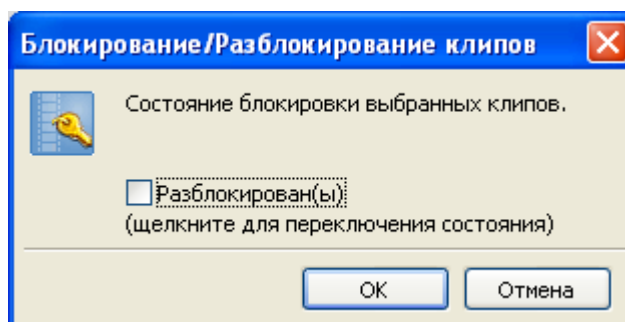 Блокирование/Разблокирование клипов
Состояние блокировки выбранных клипов.
Разблокирован(ы)
(щелкните для переключения состояния)
OK
Отмена